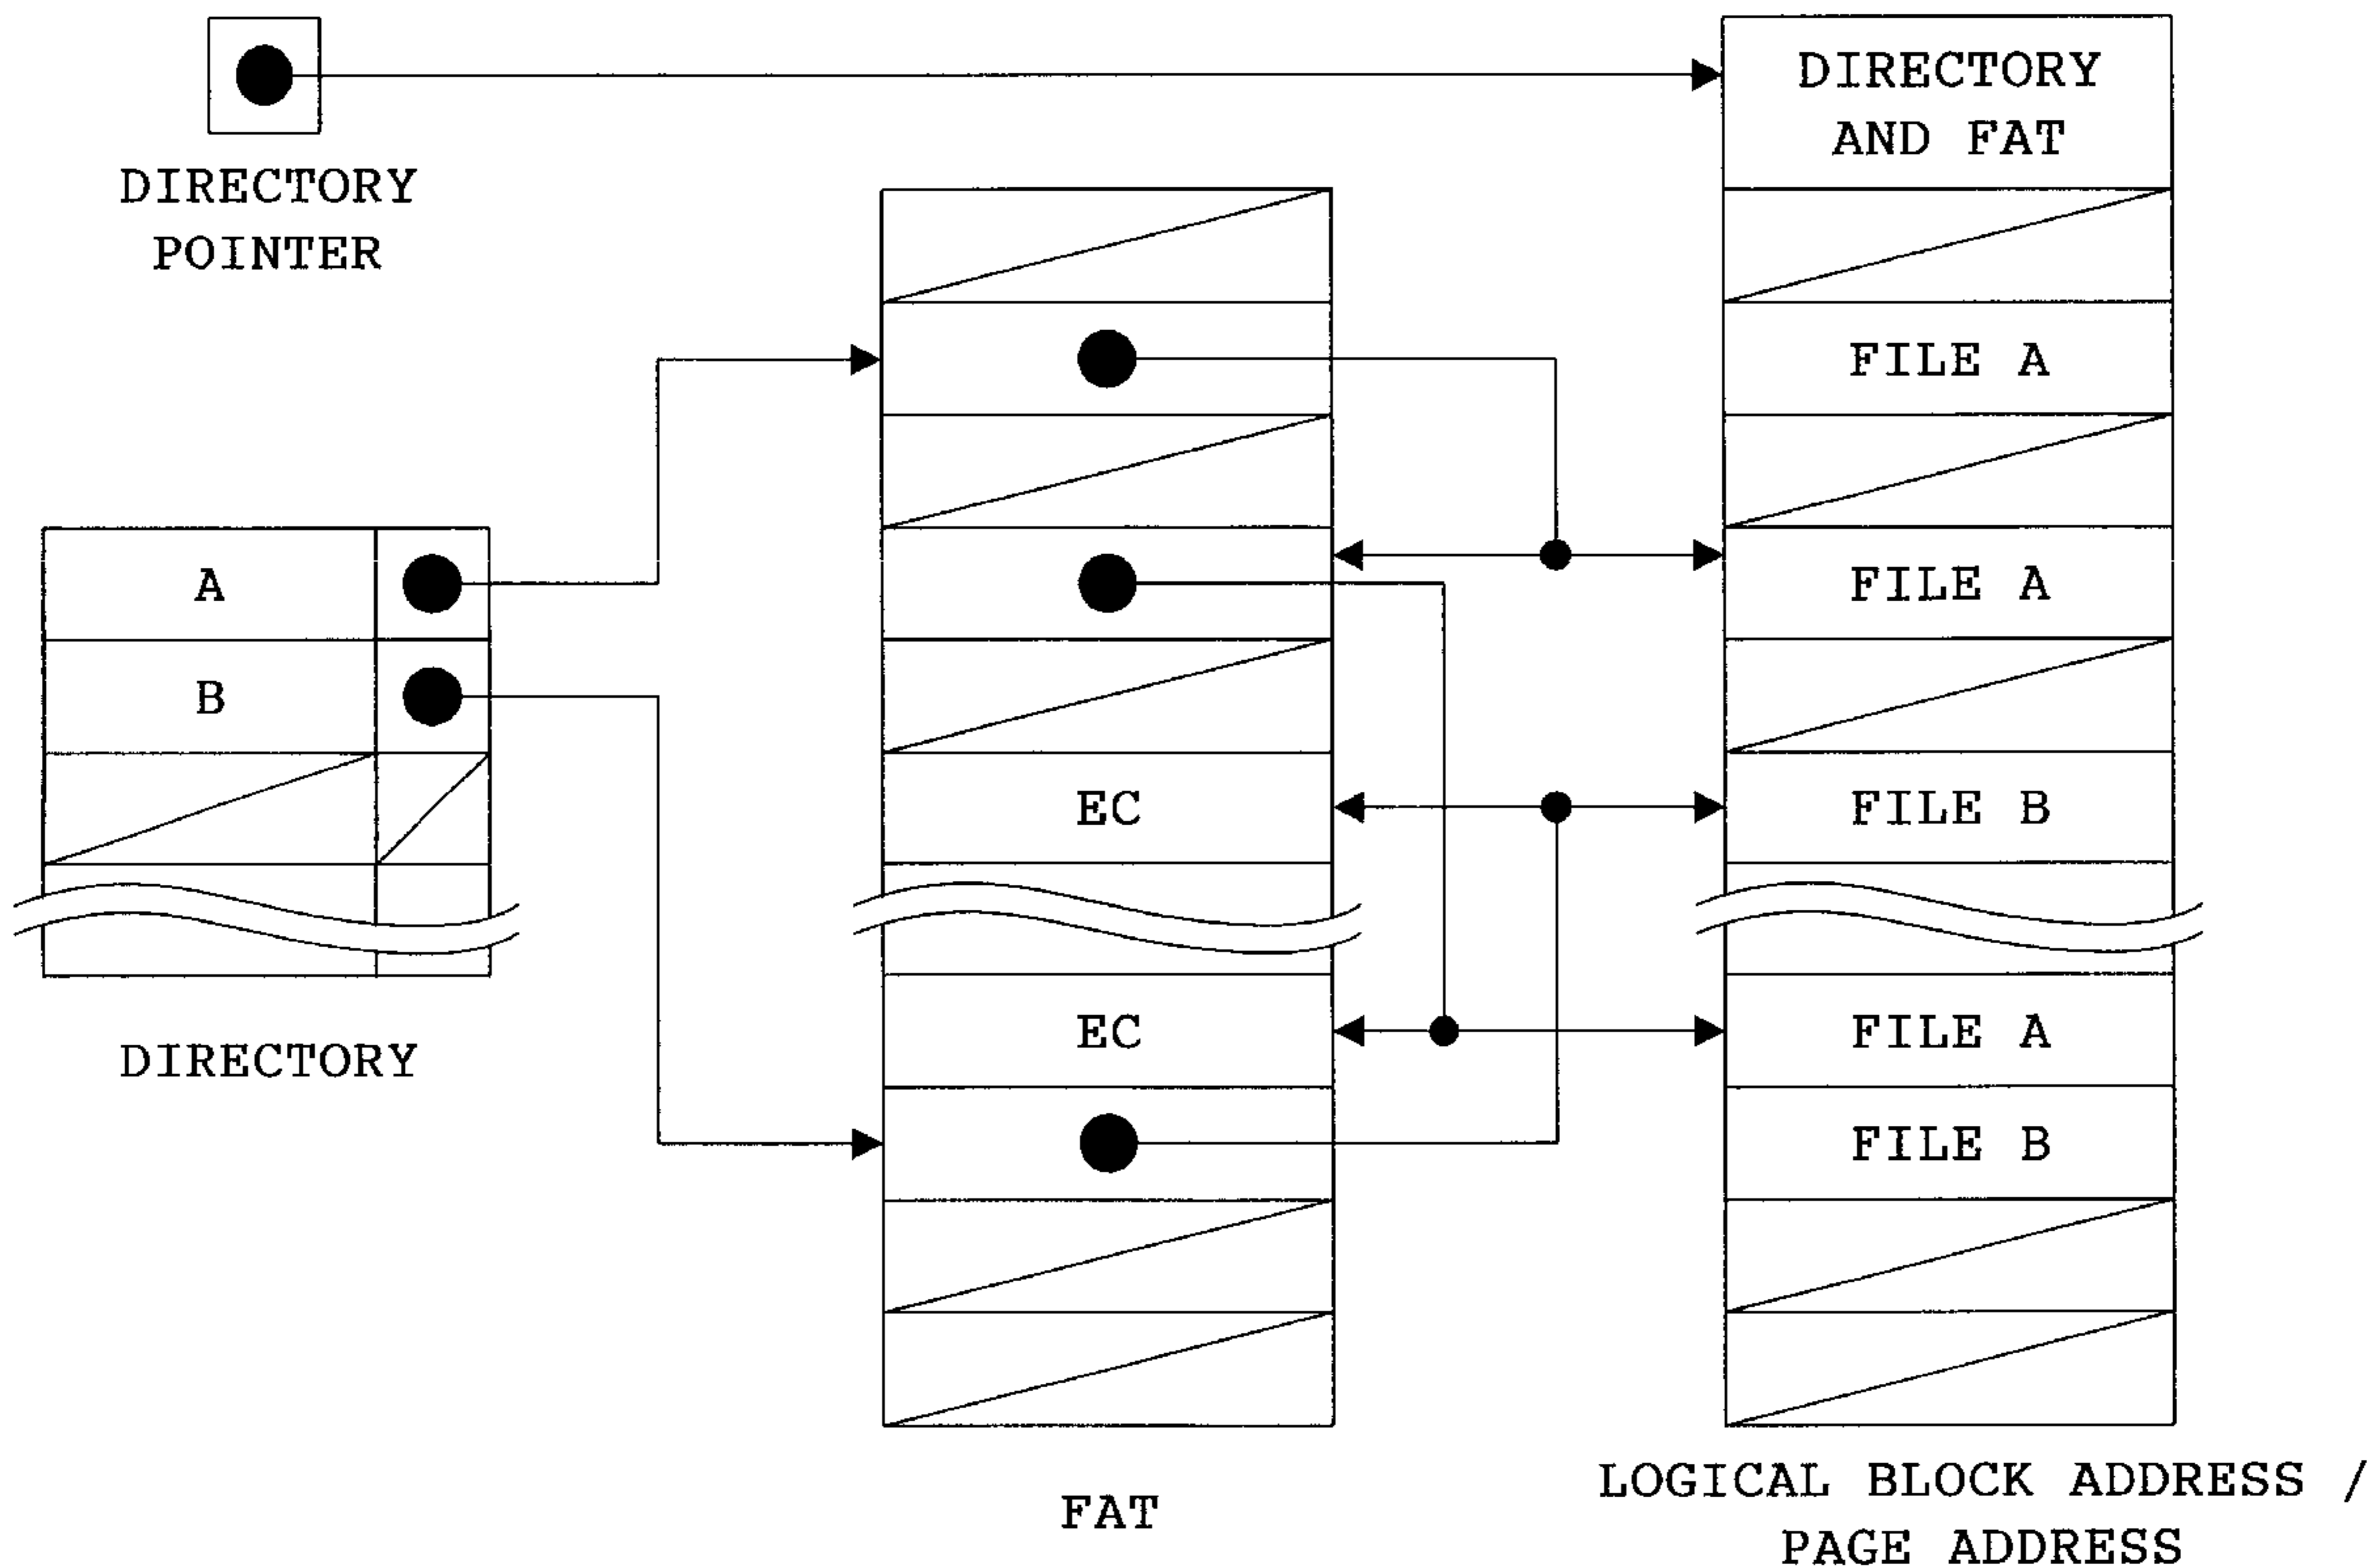 DIRECTORY
POINTER
A
B
DIRECTORY
EC
EC
FAT
DIRECTORY
AND FAT
FILE A
FILE A
FILE B
FILE A
FILE B
LOGICAL BLOCK ADDRESS /
PAGE ADDRESS